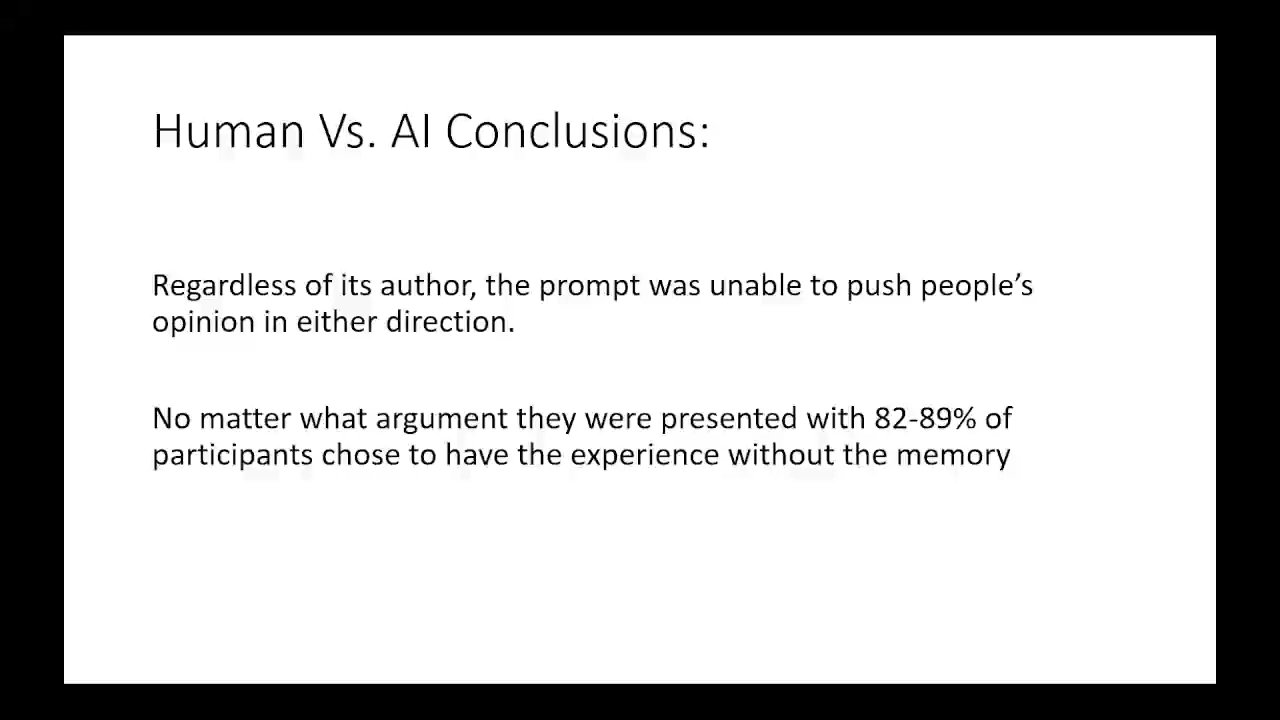 Human Vs. AI Conclusions:
Regardless of its author, the prompt was unable to push people’s
opinion in either direction.
No matter what argument they were presented with 82-89% of
participants chose to have the experience without the memory